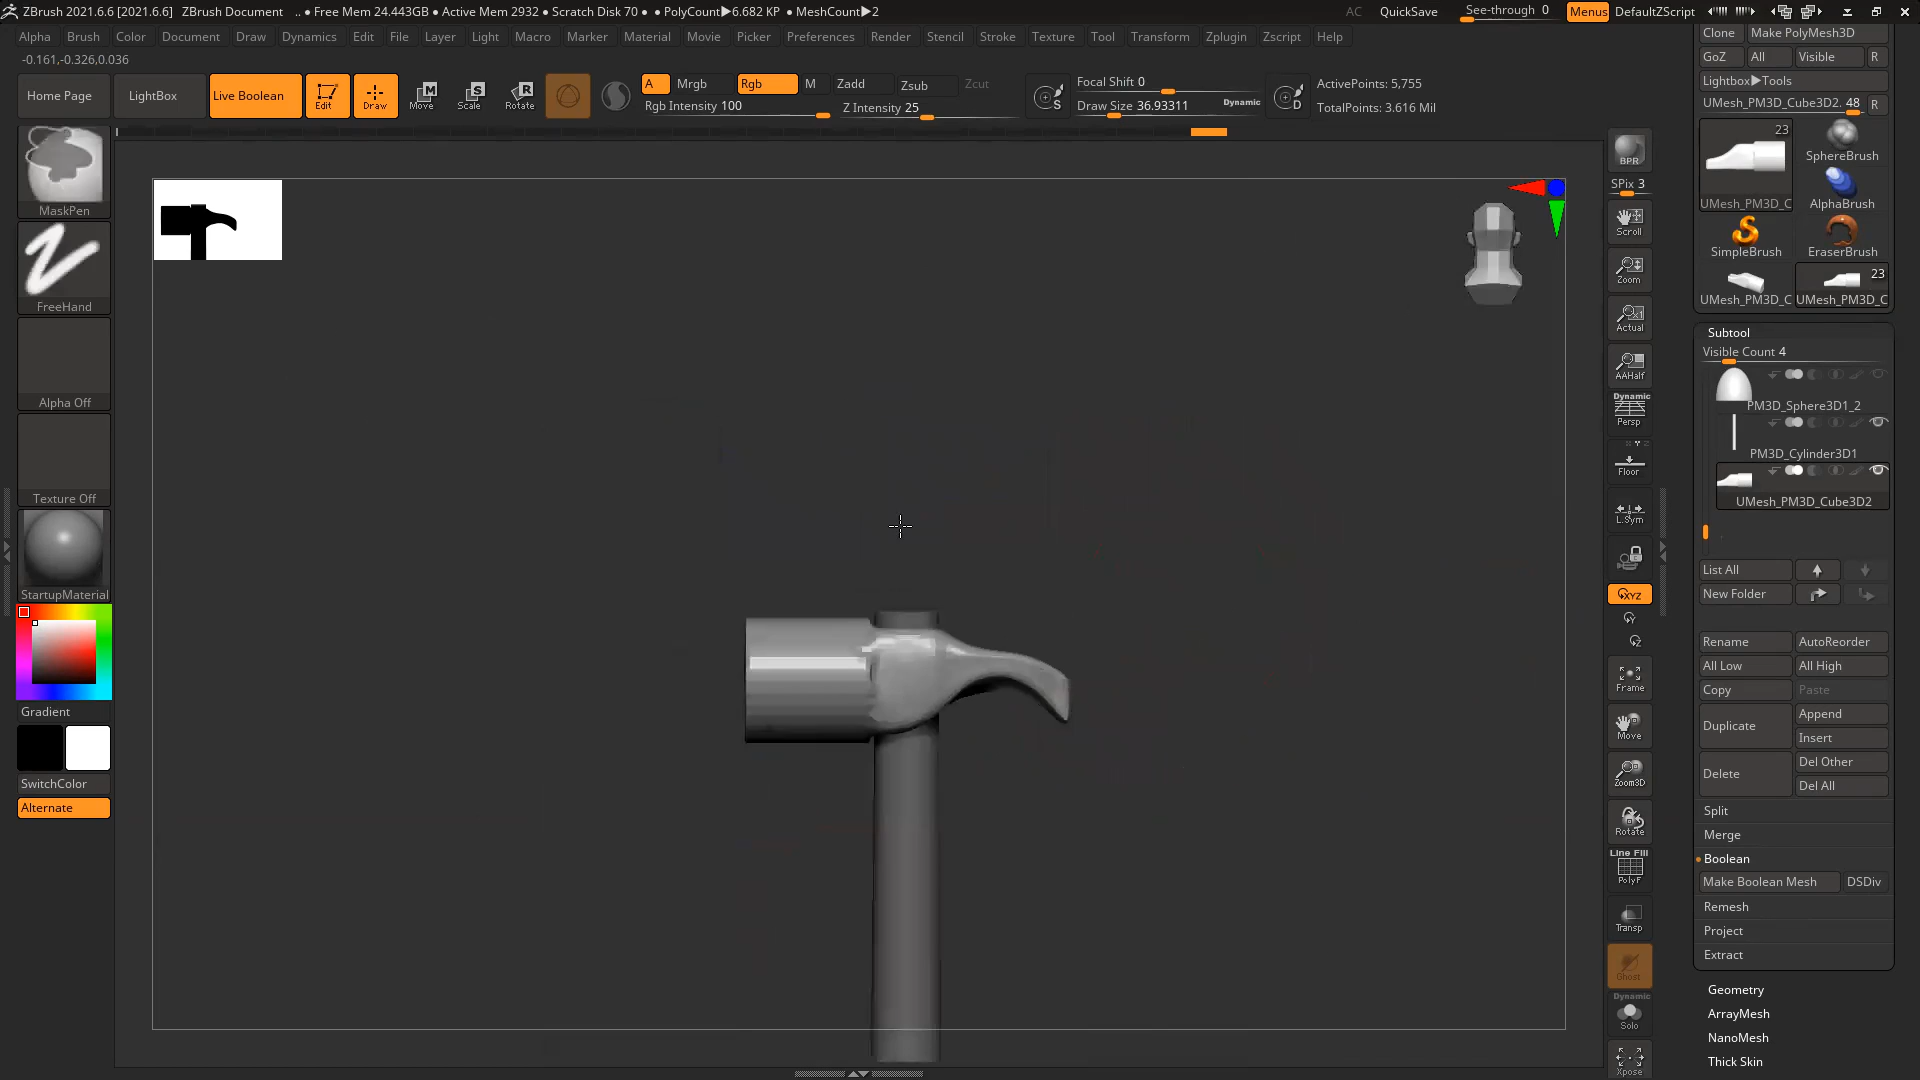 ZBrush 2021.6.6 [2021.6.6] ZBrush Document .. • Free Mem 24.443GB • Active Mem 2932 • Scratch Disk 70 • • PolyCount▶6.682 KP • MeshCount▶2 AC QuickSave See-through 0 Menus DefaultZScript
Alpha Brush Color Document Draw Dynamics Edit File Layer Light Macro Marker Material Movie Picker Preferences Render Stencil Stroke Texture Tool Transform Zplugin Zscript Help
-0.161,-0.326,0.036
Home Page LightBox Live Boolean Edit Draw Move Scale Rotate
M S R
A Mrgb Rgb M Zadd Zsub Zcut
Rgb Intensity 100 Z Intensity 25
S Focal Shift 0
Draw Size 36.93311 Dynamic
D ActivePoints: 5,755
TotalPoints: 3.616 Mil
MaskPen
FreeHand
Alpha Off
Texture Off
StartupMaterial
Gradient
SwitchColor
Alternate
BPR
SPix 3
Scroll
Zoom
Actual
AAHalf
Dynamic
Persp
Floor
L.Sym
XYZ
Frame
Move
Zoom3D
Rotate
Line Fill
PolyF
Transp
Ghost
Dynamic
Solo
Xpose
Clone Make PolyMesh3D
GoZ All Visible R
Lightbox▶Tools
UMesh_PM3D_Cube3D2. 48 R
23
UMesh_PM3D_C
SphereBrush
AlphaBrush
SimpleBrush EraserBrush
23
UMesh_PM3D_C UMesh_PM3D_C
Subtool
Visible Count 4
PM3D_Sphere3D1_2
PM3D_Cylinder3D1
UMesh_PM3D_Cube3D2
List All
New Folder
Rename AutoReorder
All Low All High
Copy Paste
Duplicate Append
Insert
Delete Del Other
Del All
Split
Merge
Boolean
Make Boolean Mesh DSDiv
Remesh
Project
Extract
Geometry
ArrayMesh
NanoMesh
Thick Skin